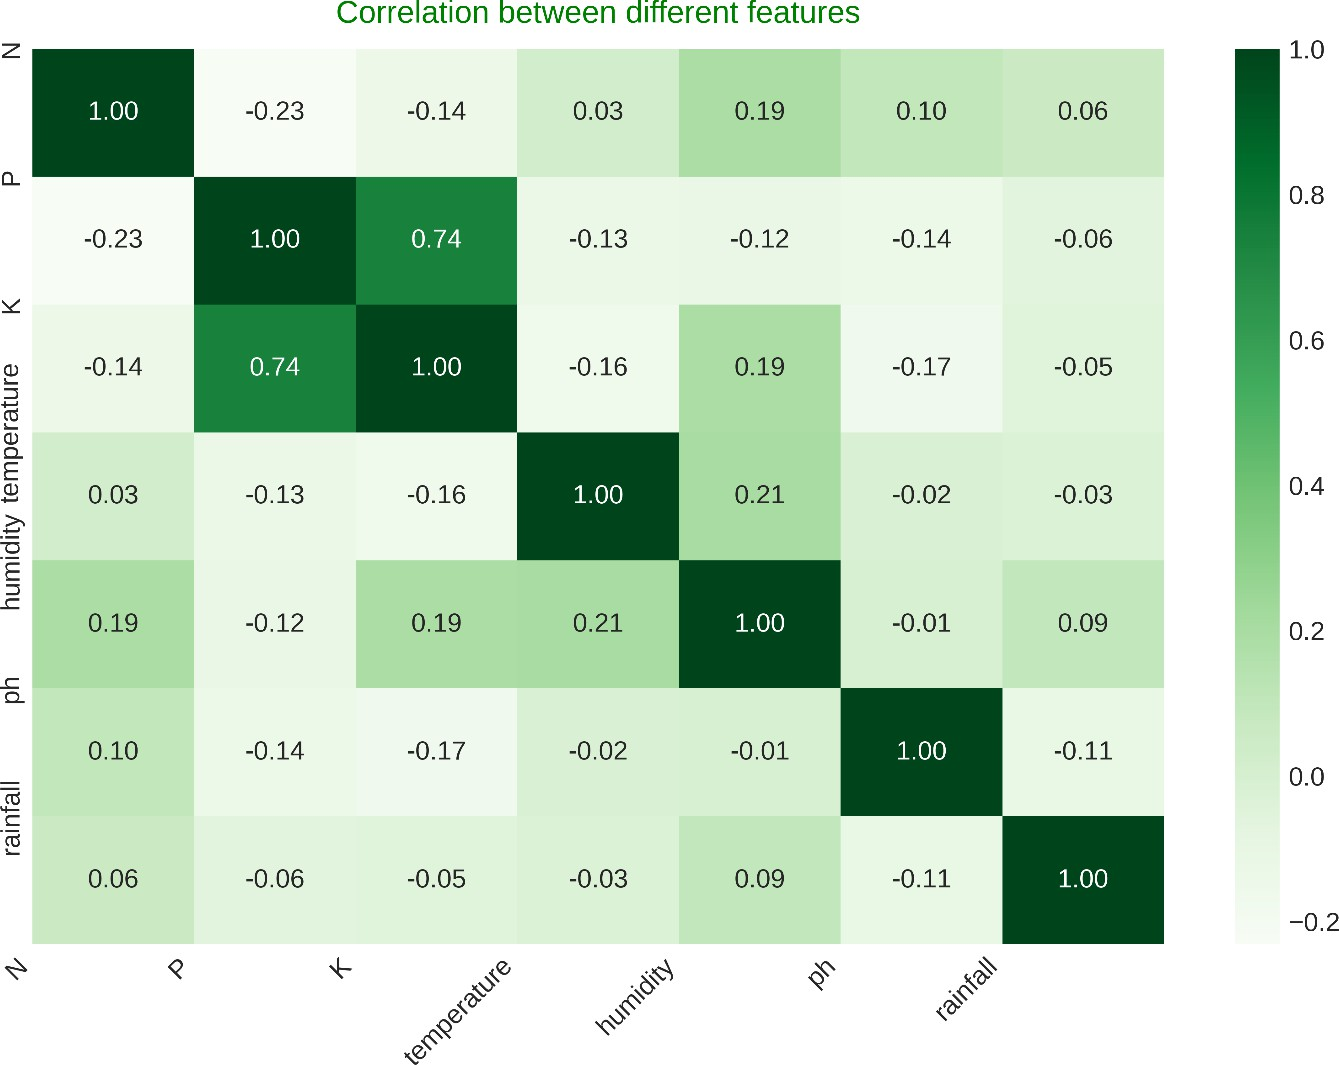 Correlation between different features
N
1.00 -0.23 -0.14 0.03 0.19 0.10 0.06
P
-0.23 1.00 0.74 -0.13 -0.12 -0.14 -0.06
K
-0.14 0.74 1.00 -0.16 0.19 -0.17 -0.05
temperature
0.03 -0.13 -0.16 1.00 0.21 -0.02 -0.03
humidity
0.19 -0.12 0.19 0.21 1.00 -0.01 0.09
ph
0.10 -0.14 -0.17 -0.02 -0.01 1.00 -0.11
rainfall
0.06 -0.06 -0.05 -0.03 0.09 -0.11 1.00
N P K temperature humidity ph rainfall
1.0
0.8
0.6
0.4
0.2
0.0
−0.2